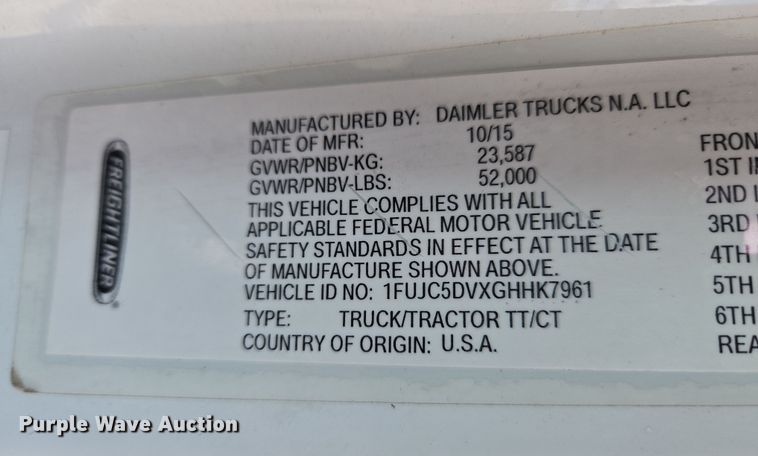 FREIGHTLINER
MANUFACTURED BY: DAIMLER TRUCKS N.A. LLC
DATE OF MFR: 10/15
GVWR/PNBV-KG: 23,587
GVWR/PNBV-LBS: 52,000
THIS VEHICLE COMPLIES WITH ALL
APPLICABLE FEDERAL MOTOR VEHICLE
SAFETY STANDARDS IN EFFECT AT THE DATE
OF MANUFACTURE SHOWN ABOVE.
VEHICLE ID NO: 1FUJC5DVXGHHK7961
TYPE: TRUCK/TRACTOR TT/CT
COUNTRY OF ORIGIN: U.S.A.
FRON
1ST
2ND
3RD
4TH
5TH
6TH
REA
Purple Wave Auction